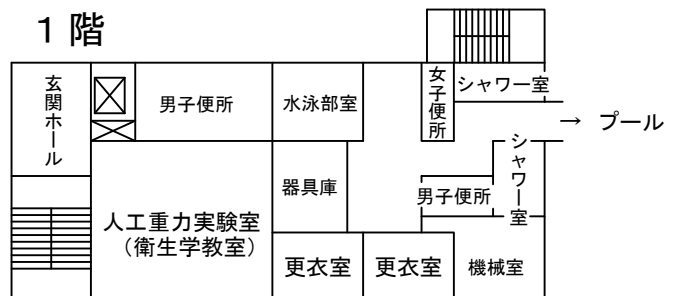 1階
玄関ホール
男子便所
水泳部室
女子便所
シャワー室
→ プール
シャワー室
器具庫
男子便所
人工重力実験室
(衛生学教室)
更衣室
更衣室
機械室